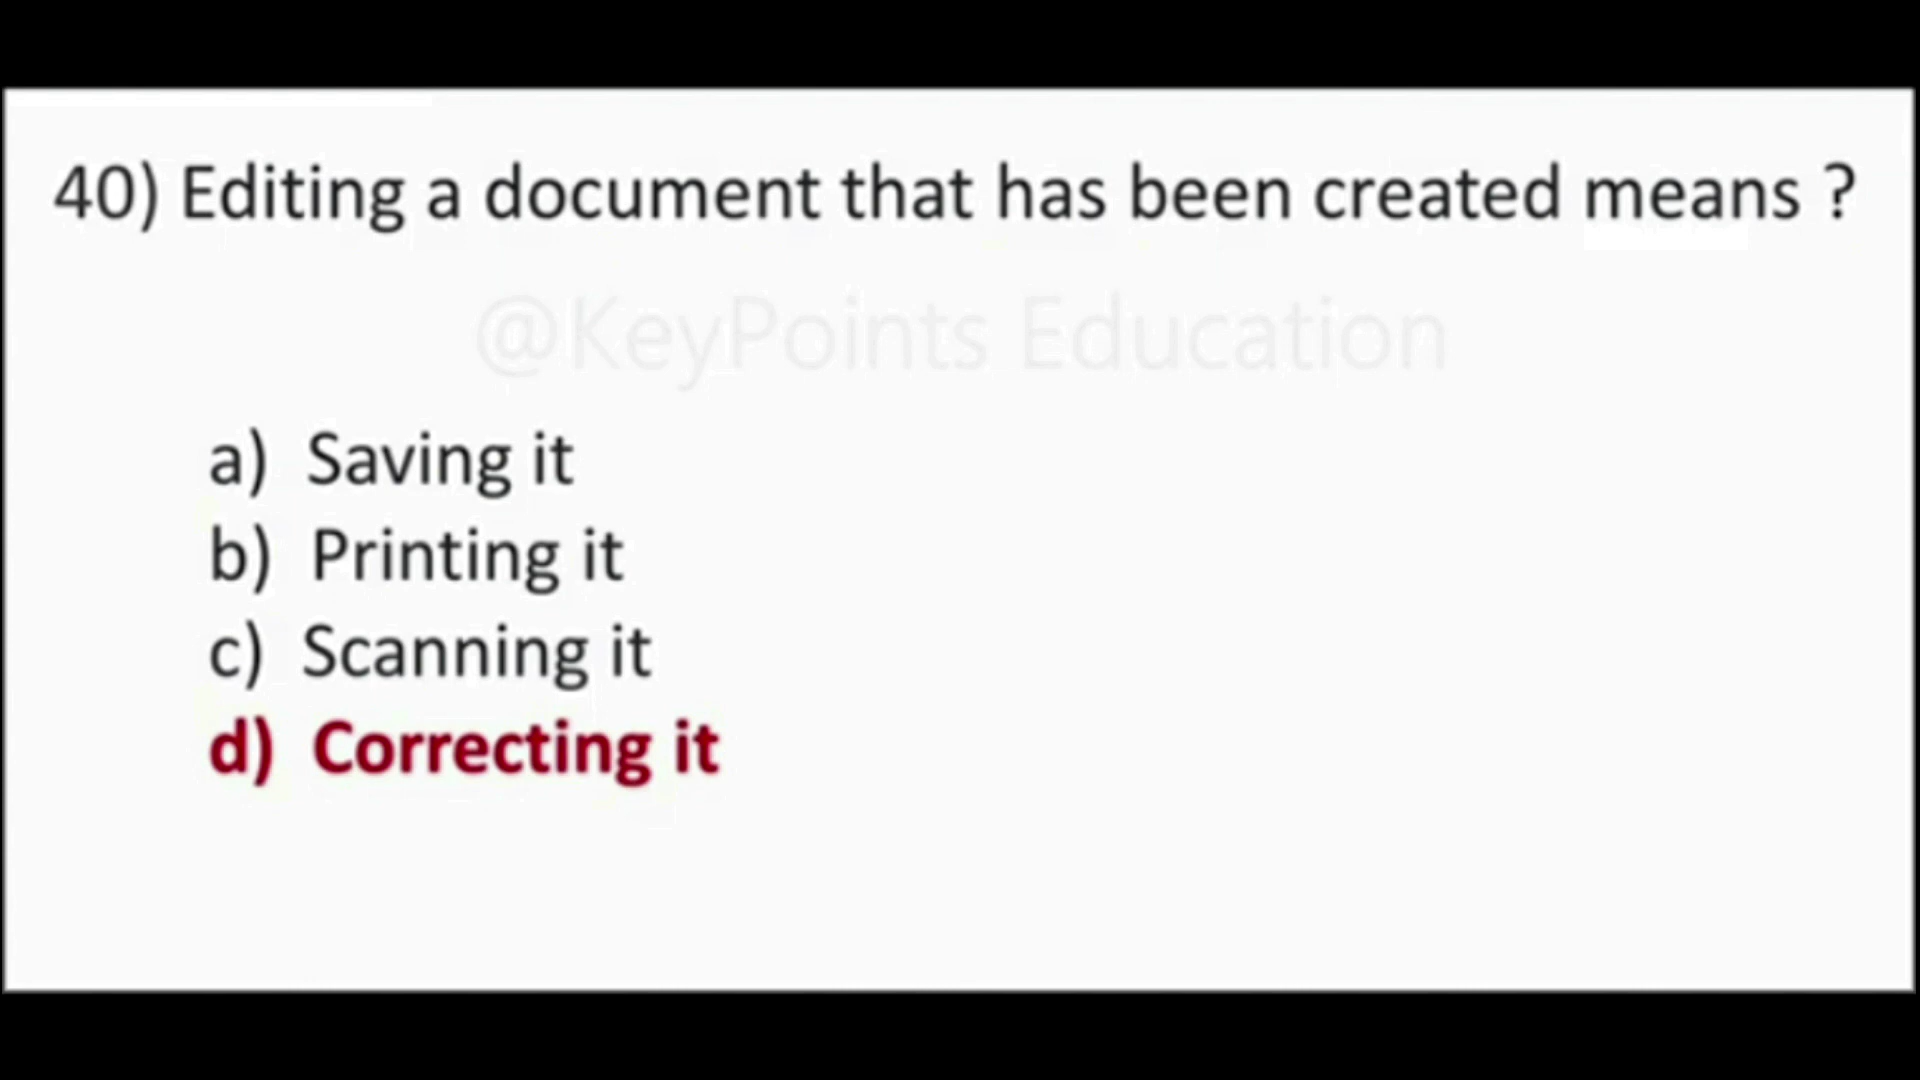 40) Editing a document that has been created means ?
@KeyPoints Education
a) Saving it
b) Printing it
c) Scanning it
d) Correcting it